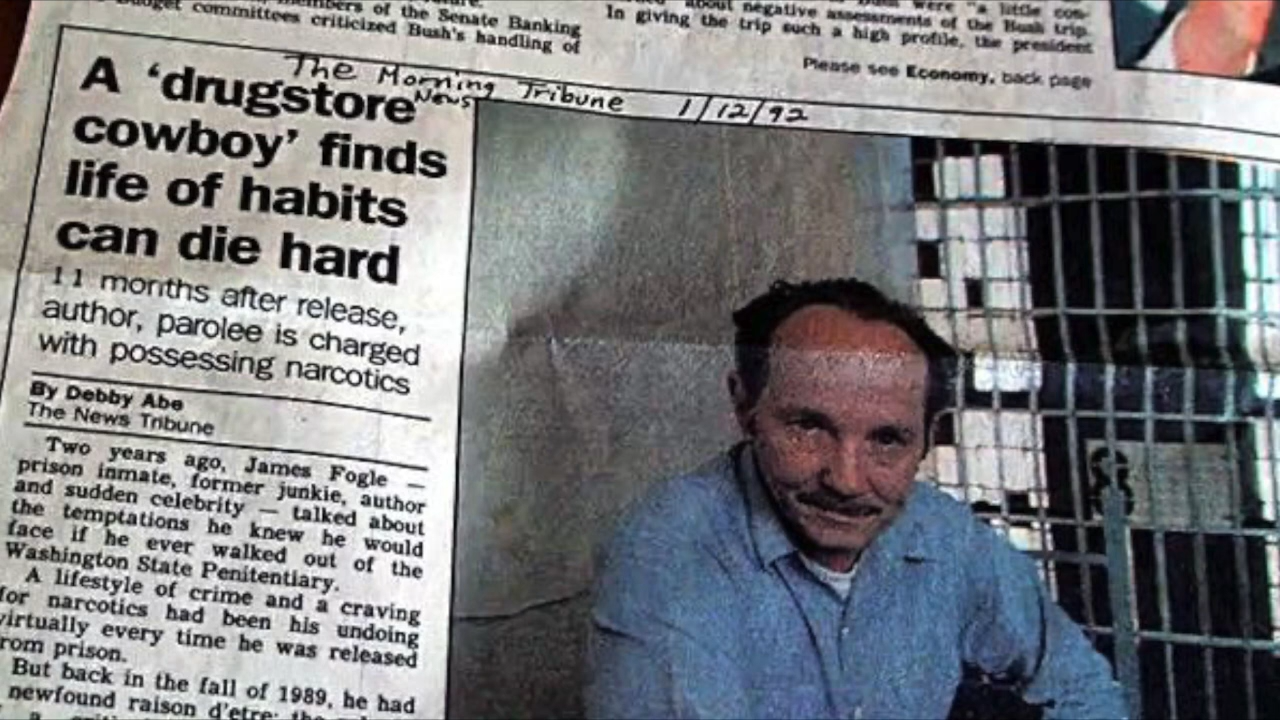 members of the Senate Banking
Budget committees criticized Bush's handling of
about negative assessments of the Bush trip.
In giving the trip such a high profile, the president
Please see Economy, back page
The Morning Tribune 1/12/92
News
A 'drugstore
cowboy' finds
life of habits
can die hard
11 months after release,
author, parolee is charged
with possessing narcotics
By Debby Abe
The News Tribune
Two years ago, James Fogle —
prison inmate, former junkie, author
and sudden celebrity — talked about
the temptations he knew he would
face if he ever walked out of the
Washington State Penitentiary.
A lifestyle of crime and a craving
for narcotics had been his undoing
virtually every time he was released
from prison.
But back in the fall of 1989, he had
newfound raison d'etre: the